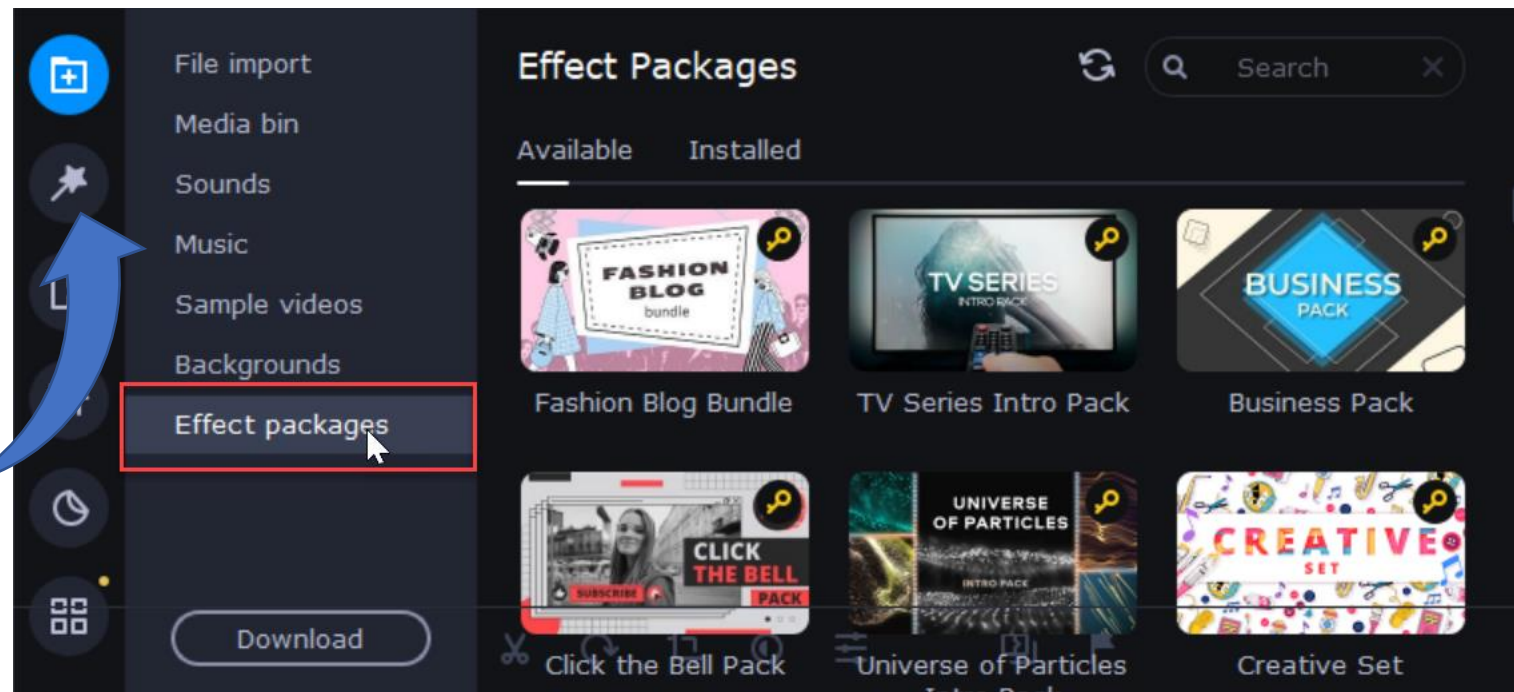 File import
Media bin
Sounds
Music
Sample videos
Backgrounds
Effect packages
Download
Effect Packages
Search
Available Installed
FASHION
BLOG
bundle
TV SERIES
INTRO PACK
BUSINESS
PACK
Fashion Blog Bundle
TV Series Intro Pack
Business Pack
SUBSCRIBE
CLICK
THE BELL
PACK
UNIVERSE
OF PARTICLES
INTRO PACK
CREATIVE
SET
Click the Bell Pack
Universe of Particles
Creative Set